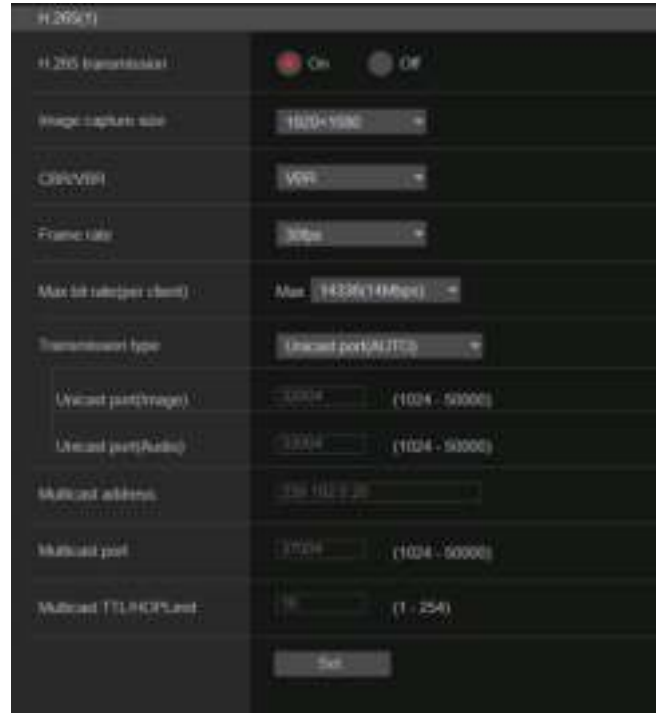 H.265(1)
H.265 transmission On Off
Image capture size 1920×1080
CBR/VBR VBR
Frame rate 30fps
Max bit rate(per client) Max 14336(14Mbps)
Transmission type Unicast port(AUTO)
Unicast port(Image) (1024 - 50000)
Unicast port(Audio) (1024 - 50000)
Multicast address
Multicast port (1024 - 50000)
Multicast TTL/HOPLimit 16 (1 - 254)
Set